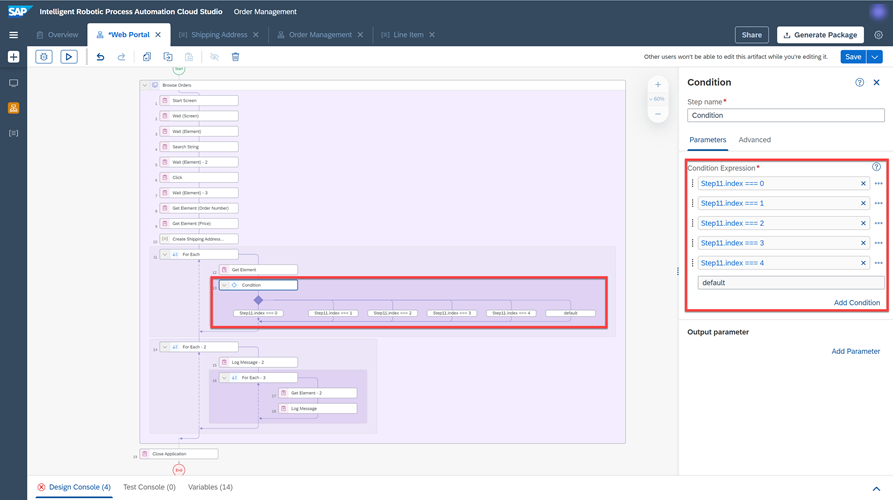 SAP Intelligent Robotic Process Automation Cloud Studio Order Management
Overview *Web Portal Shipping Address Order Management Line Item Share Generate Package
Other users won't be able to edit this artifact while you're editing it. Save
Start
Browse Orders
1 Start Screen
2 Wait (Screen)
3 Wait (Element)
4 Search String
5 Wait (Element) - 2
6 Click
7 Wait (Element) - 3
8 Get Element (Order Number)
9 Get Element (Price)
10 Create Shipping Address...
11 For Each
12 Get Element
Condition
Step11.index === 0 Step11.index === 1 Step11.index === 2 Step11.index === 3 Step11.index === 4 default
For Each - 2
15 Log Message - 2
16 For Each - 3
17 Get Element - 2
18 Log Message
19 Close Application
End
60%
Condition
Step name*
Condition
Parameters Advanced
Condition Expression*
Step11.index === 0
Step11.index === 1
Step11.index === 2
Step11.index === 3
Step11.index === 4
default
Add Condition
Output parameter
Add Parameter
Design Console (4) Test Console (0) Variables (14)